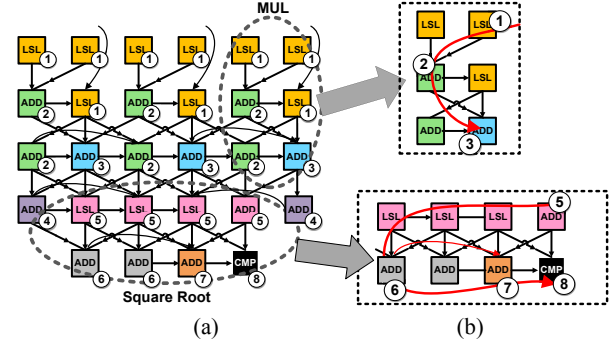 MUL
LSL LSL LSL LSL LSL LSL
1 1 1 1 1 1
ADD LSL ADD LSL ADD LSL
2 1 2 1 2 1
ADD ADD ADD ADD ADD ADD
2 3 2 3 2 3
ADD LSL LSL LSL ADD ADD
4 5 5 5 5 4
ADD ADD ADD CMP
6 6 7 8
Square Root
(a)
LSL LSL 1
2 ADD LSL
ADD ADD
3
LSL LSL LSL ADD
5
ADD ADD ADD CMP
6 7 8
(b)